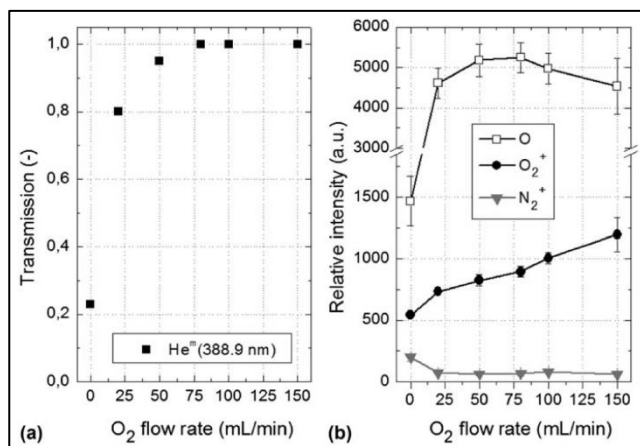 1,0
0,8
0,6
0,4
0,2
0,0
Transmission (-)
Heᵐ(388.9 nm)
0 25 50 75 100 125 150
(a)
O₂ flow rate (mL/min)
6000
5000
4000
3000
1500
1000
500
0
Relative intensity (a.u.)
O
O₂⁺
N₂⁺
0 25 50 75 100 125 150
(b)
O₂ flow rate (mL/min)